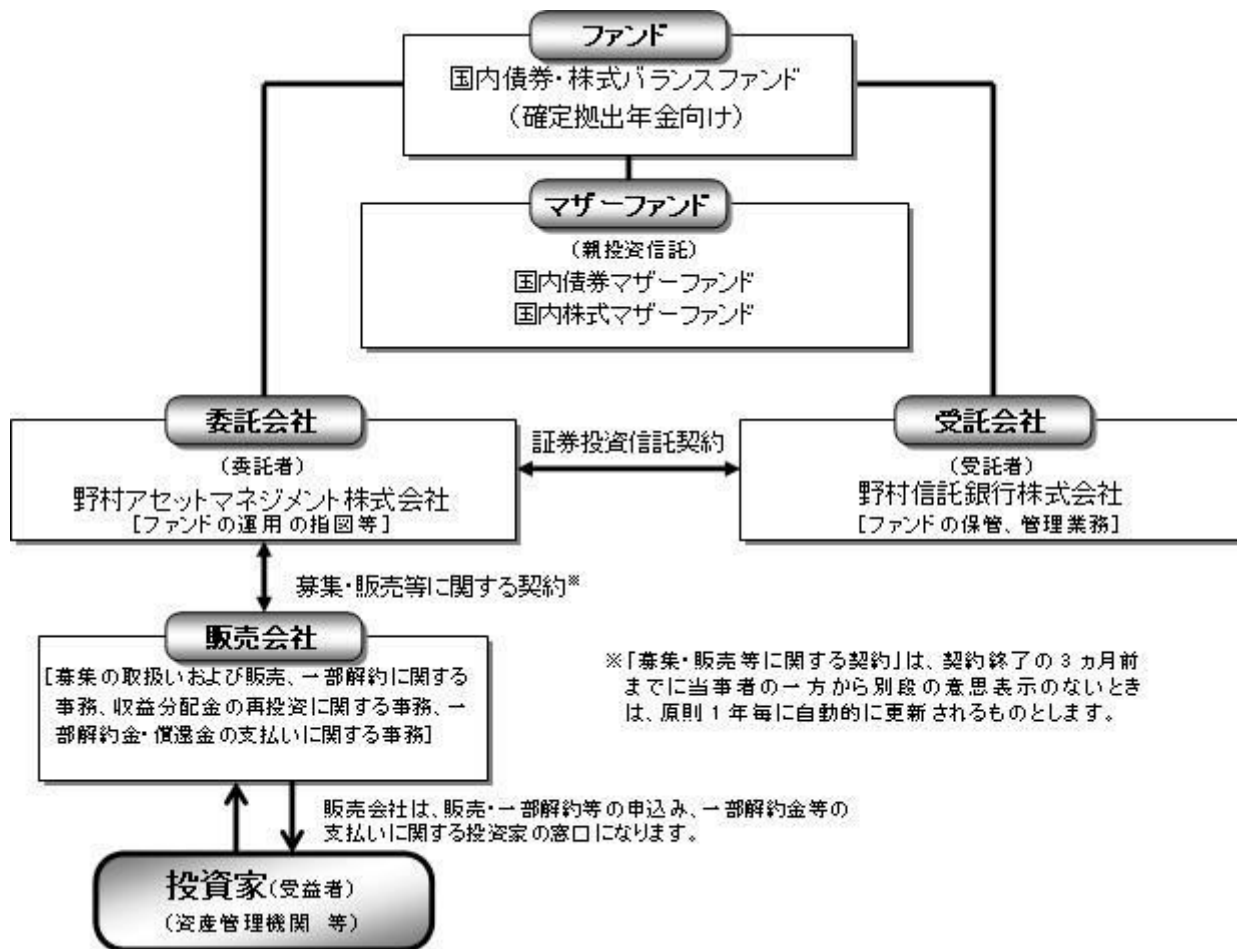 ファンド
国内債券・株式バランスファンド
（確定拠出年金向け）
マザーファンド
（親投資信託）
国内債券マザーファンド
国内株式マザーファンド
委託会社
（委託者）
野村アセットマネジメント株式会社
[ファンドの運用の指図等]
証券投資信託契約
受託会社
（受託者）
野村信託銀行株式会社
[ファンドの保管、管理業務]
募集・販売等に関する契約※
販売会社
[募集の取扱いおよび販売、一部解約に関する
事務、収益分配金の再投資に関する事務、一
部解約金・償還金の支払いに関する事務]
※「募集・販売等に関する契約」は、契約終了の3ヵ月前
までに当事者の一方から別段の意思表示のないとき
は、原則1年毎に自動的に更新されるものとします。
販売会社は、販売・一部解約等の申込み、一部解約金等の
支払いに関する投資家の窓口になります。
投資家（受益者）
（資産管理機関 等）